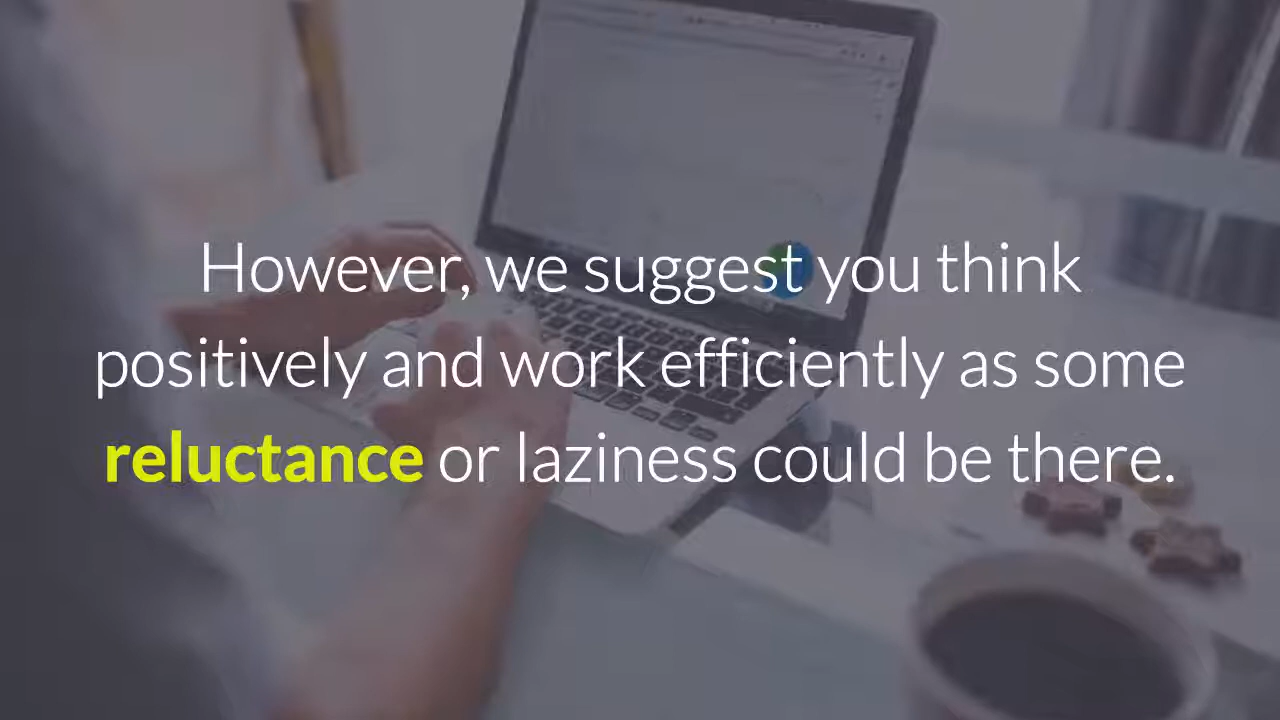 However, we suggest you think
positively and work efficiently as some
reluctance or laziness could be there.